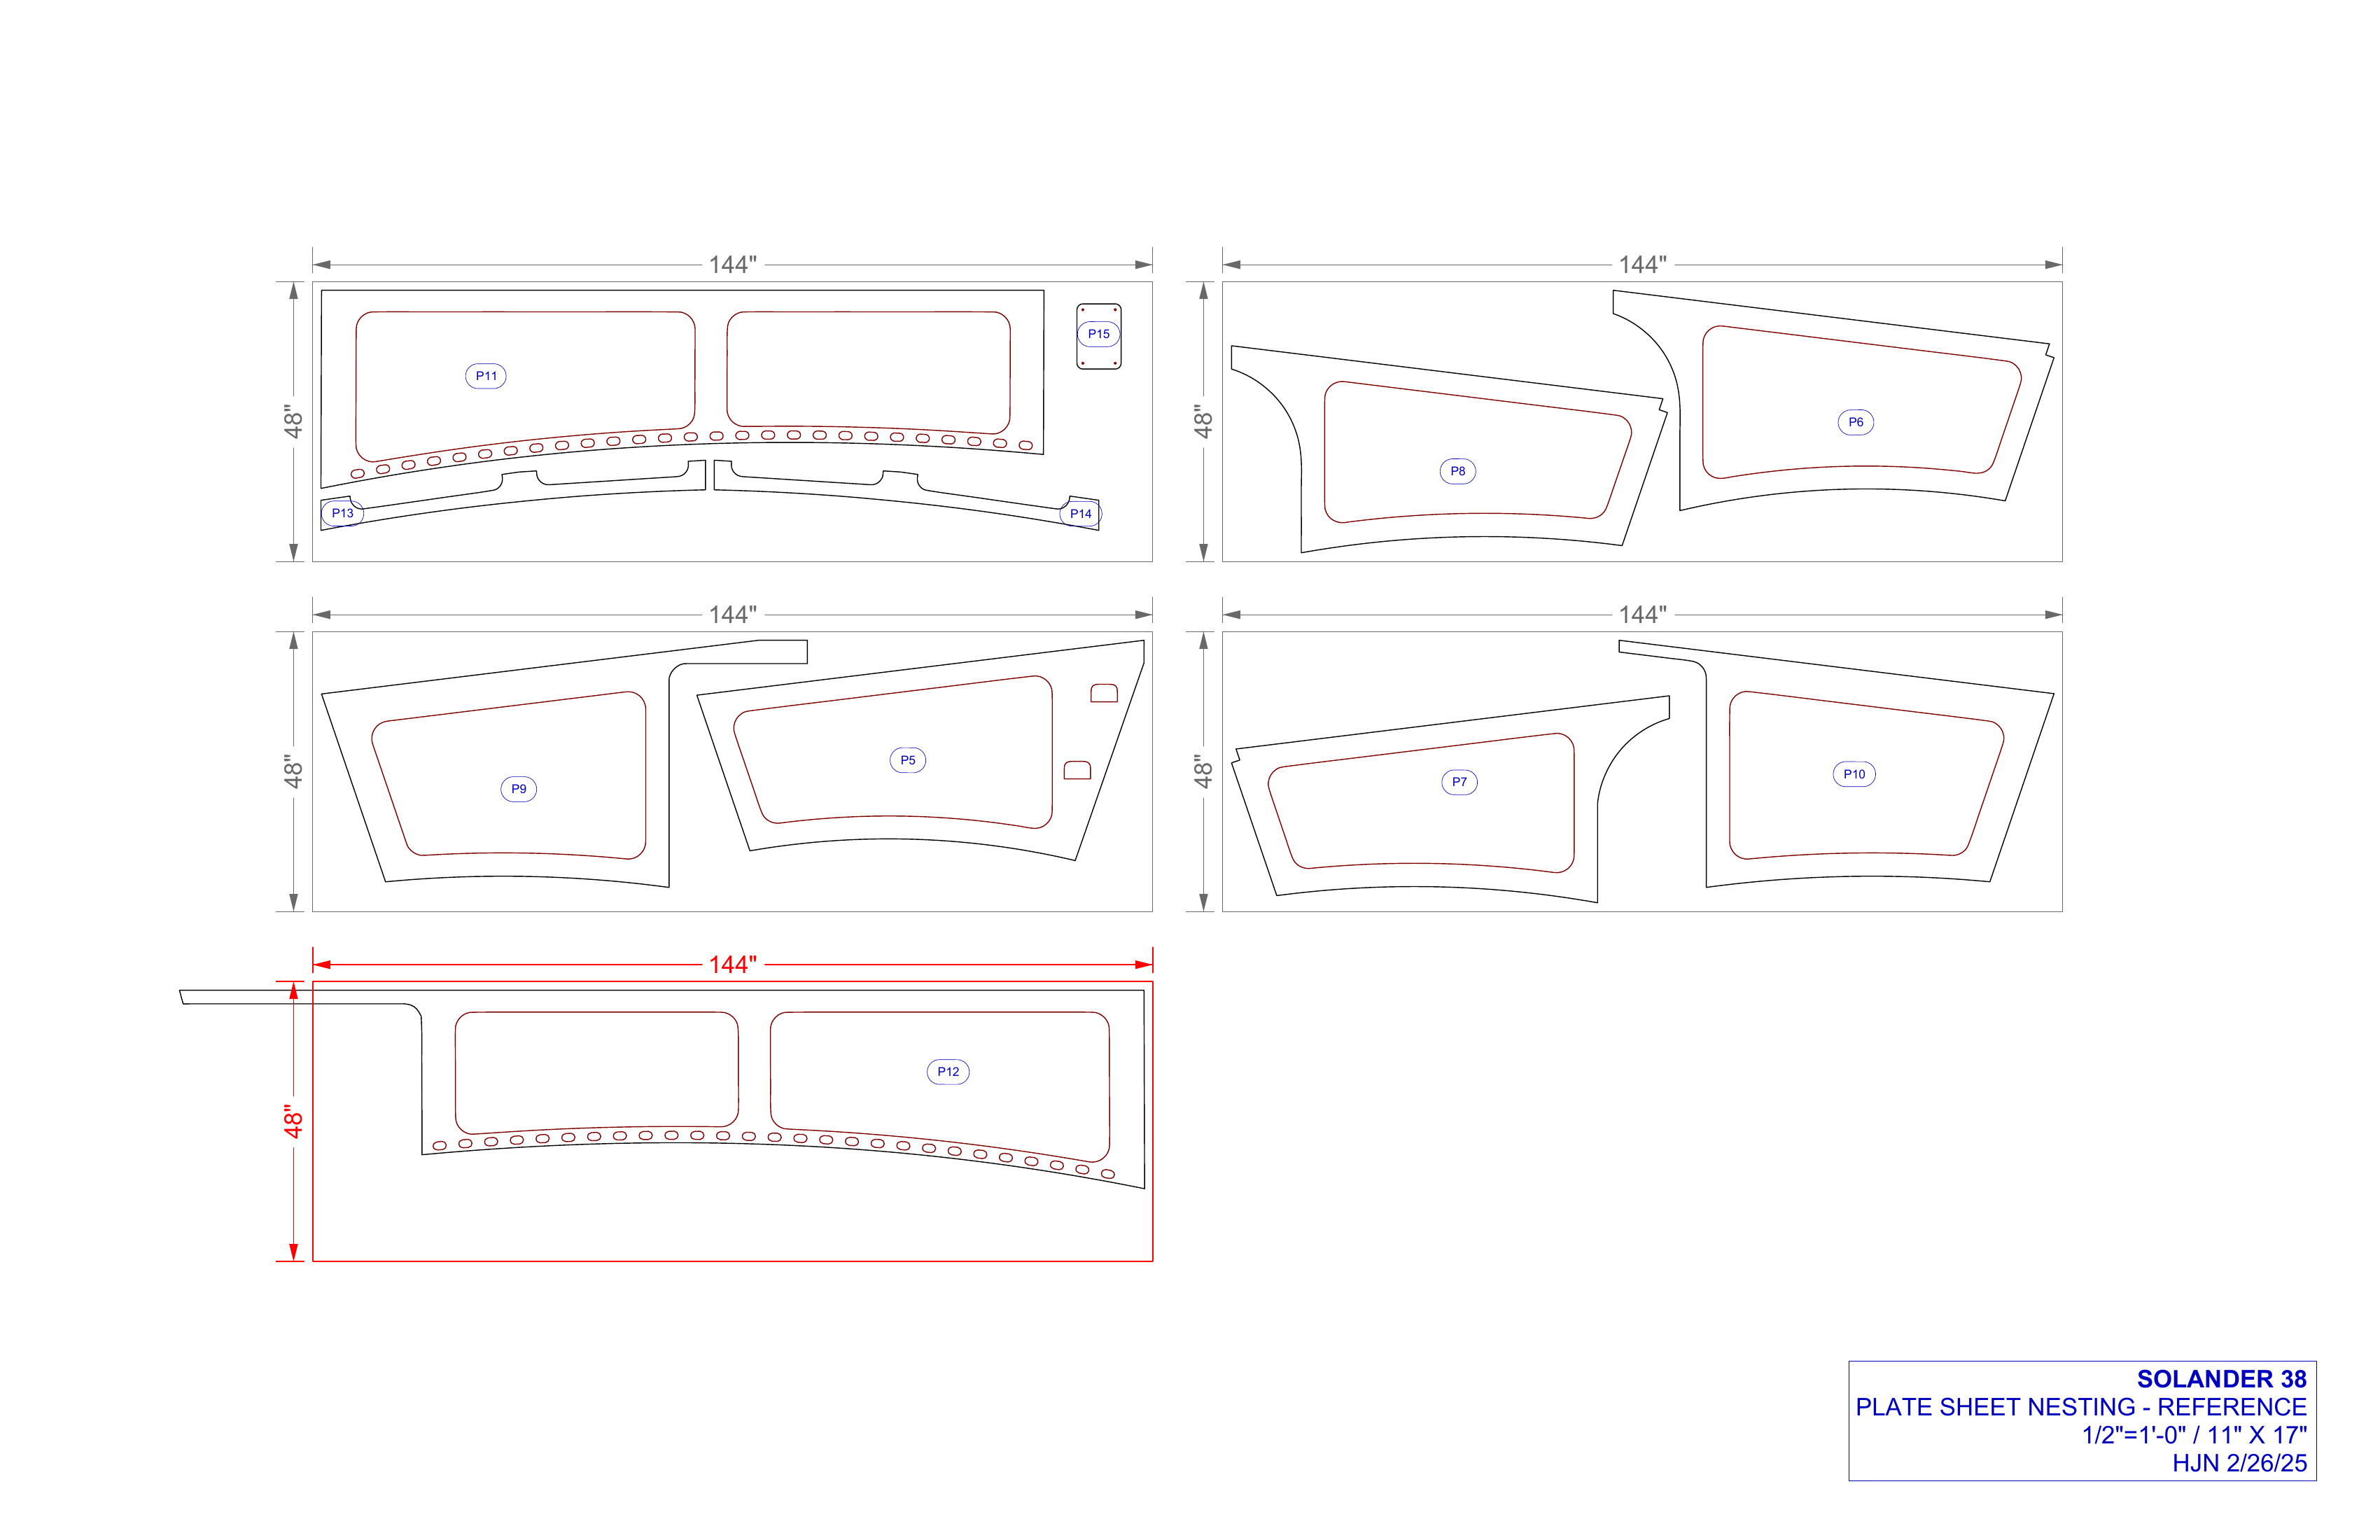 144"
144"
48"
P11
P15
P13
P14
48"
P8
P6
144"
144"
48"
P9
P5
48"
P7
P10
144"
48"
P12
SOLANDER 38
PLATE SHEET NESTING - REFERENCE
1/2"=1'-0" / 11" X 17"
HJN 2/26/25